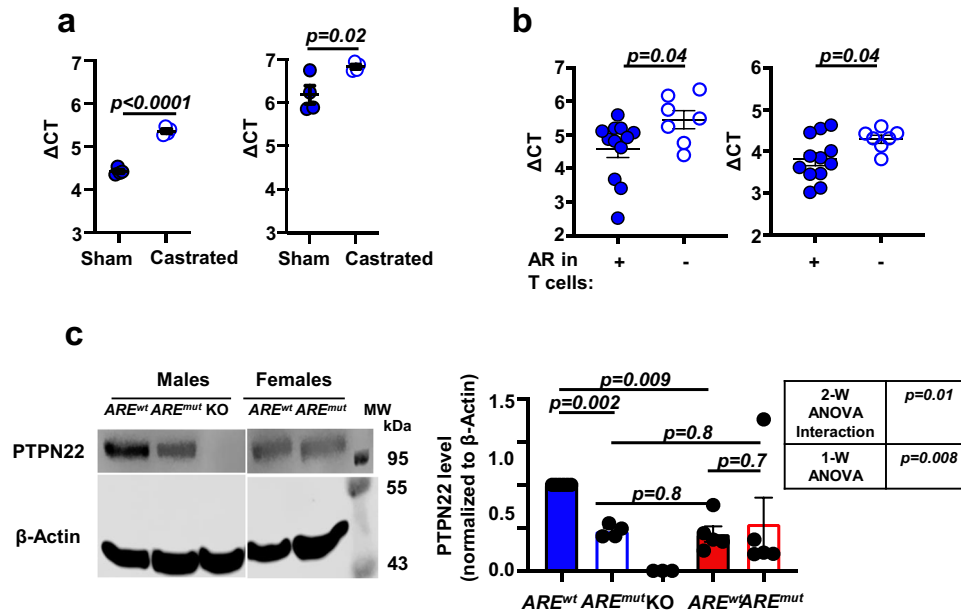 a
b
p<0.0001
p=0.02
p=0.04
p=0.04
ΔCT
7
6
5
4
3
Sham
Castrated
ΔCT
7
6
5
4
3
Sham
Castrated
ΔCT
7
6
5
4
3
2
+
-
ΔCT
6
5
4
3
2
+
-
AR in
T cells:
c
Males
Females
AREwt AREmut KO
AREwt AREmut
MW
kDa
PTPN22
95
55
β-Actin
43
PTPN22 level
(normalized to β-Actin)
1.5
1.0
0.5
0.0
p=0.009
p=0.002
p=0.8
p=0.7
p=0.8
AREwt AREmut KO AREwt AREmut
2-W
ANOVA
Interaction
p=0.01
1-W
ANOVA
p=0.008